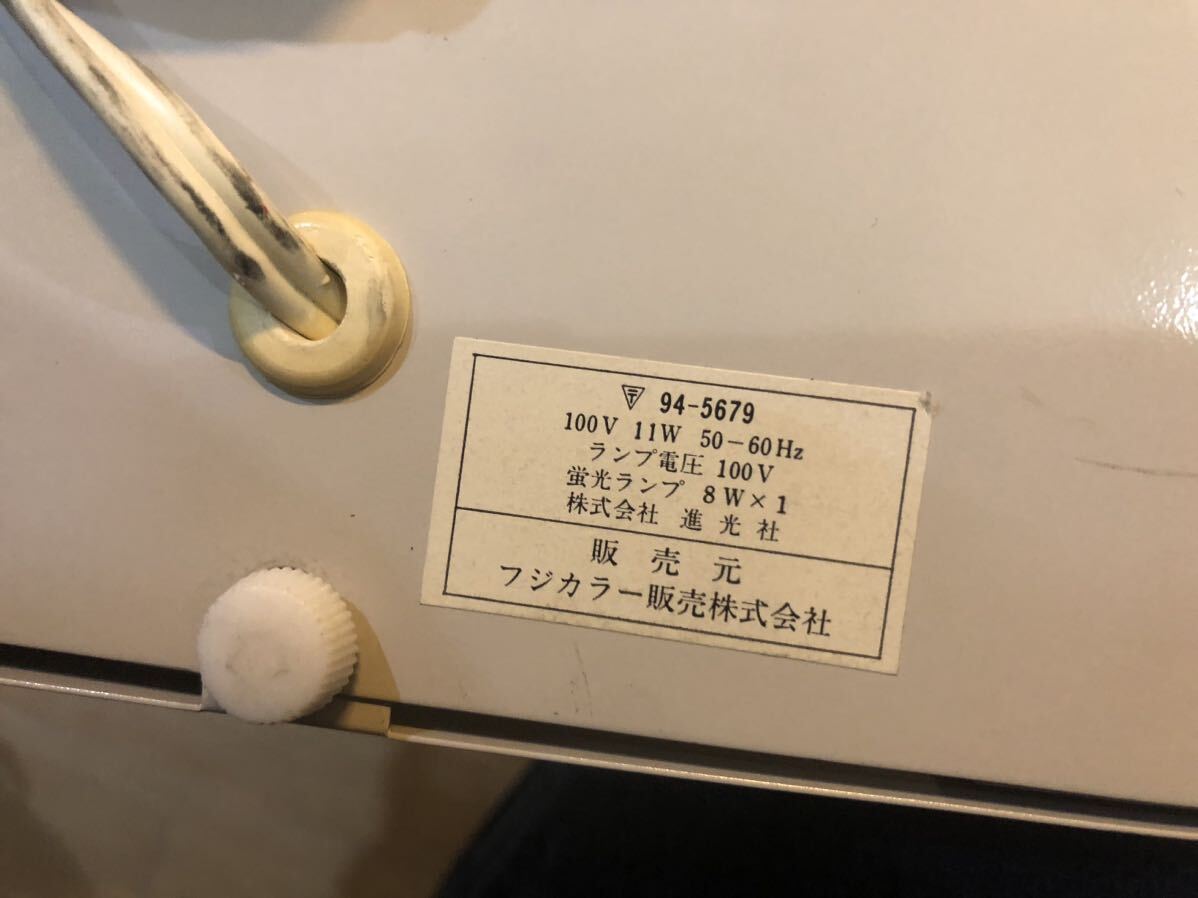 〒 94-5679
100V 11W 50-60Hz
ランプ電圧 100V
蛍光ランプ 8W×1
株式会社 進光社
販売元
フジカラー販売株式会社